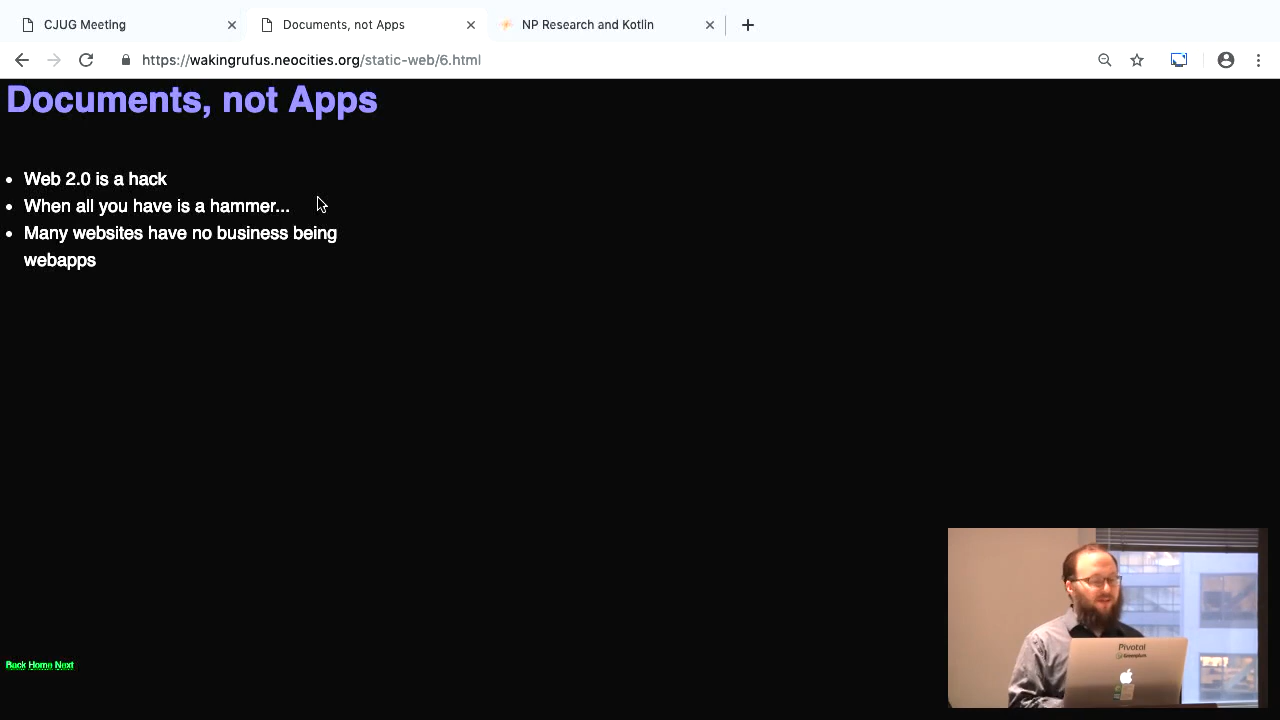 CJUG Meeting
Documents, not Apps
NP Research and Kotlin
https://wakingrufus.neocities.org/static-web/6.html
Documents, not Apps
Web 2.0 is a hack
When all you have is a hammer...
Many websites have no business being
webapps
Back Home Next
Pivotal
Greenplum